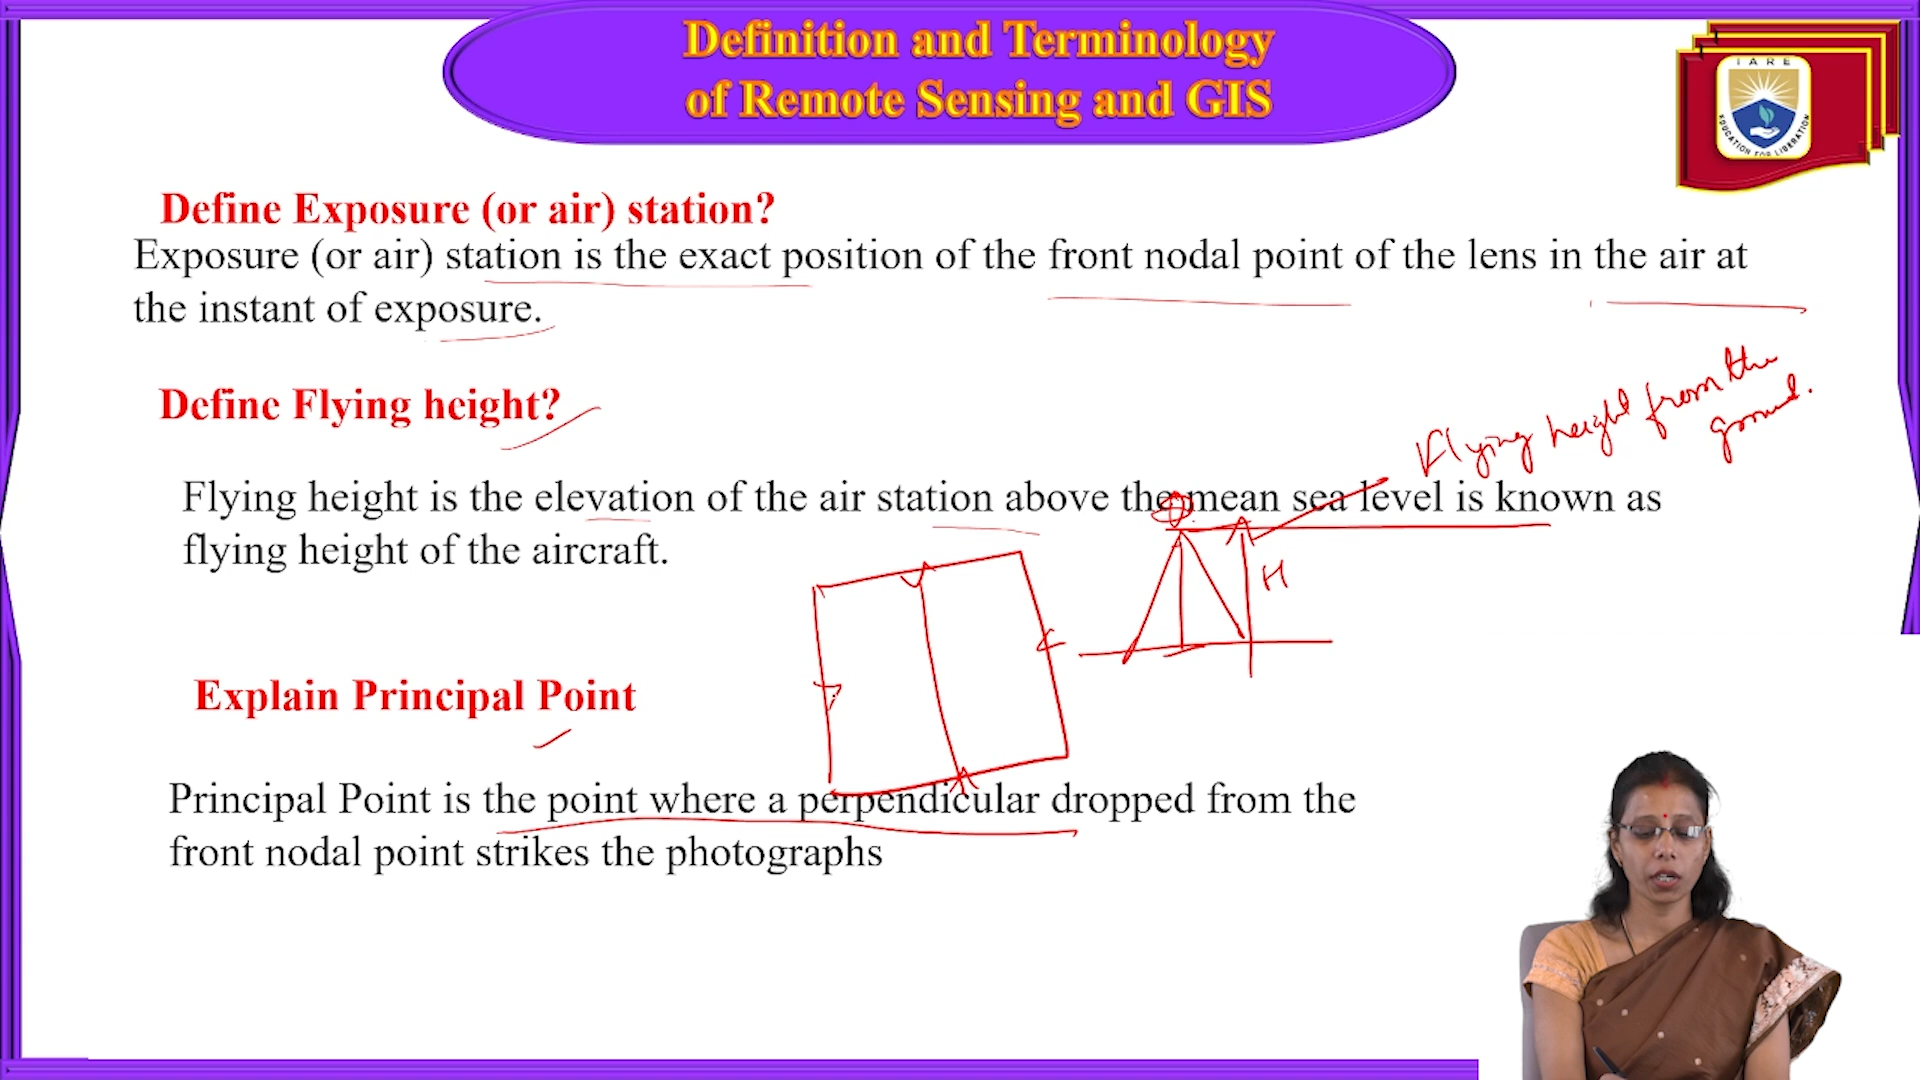 Definition and Terminology
of Remote Sensing and GIS
IARE
EDUCATION FOR LIBERATION
Define Exposure (or air) station?
Exposure (or air) station is the exact position of the front nodal point of the lens in the air at
the instant of exposure.
Define Flying height?
Flying height from the
ground.
Flying height is the elevation of the air station above the mean sea level is known as
flying height of the aircraft.
H
Explain Principal Point
Principal Point is the point where a perpendicular dropped from the
front nodal point strikes the photographs